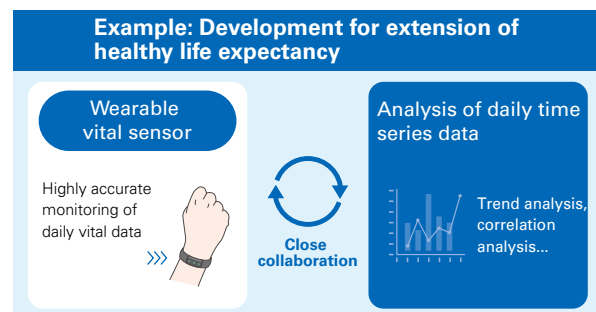 Example: Development for extension of
healthy life expectancy
Wearable
vital sensor
Highly accurate
monitoring of
daily vital data
Close
collaboration
Analysis of daily time
series data
Trend analysis,
correlation
analysis...